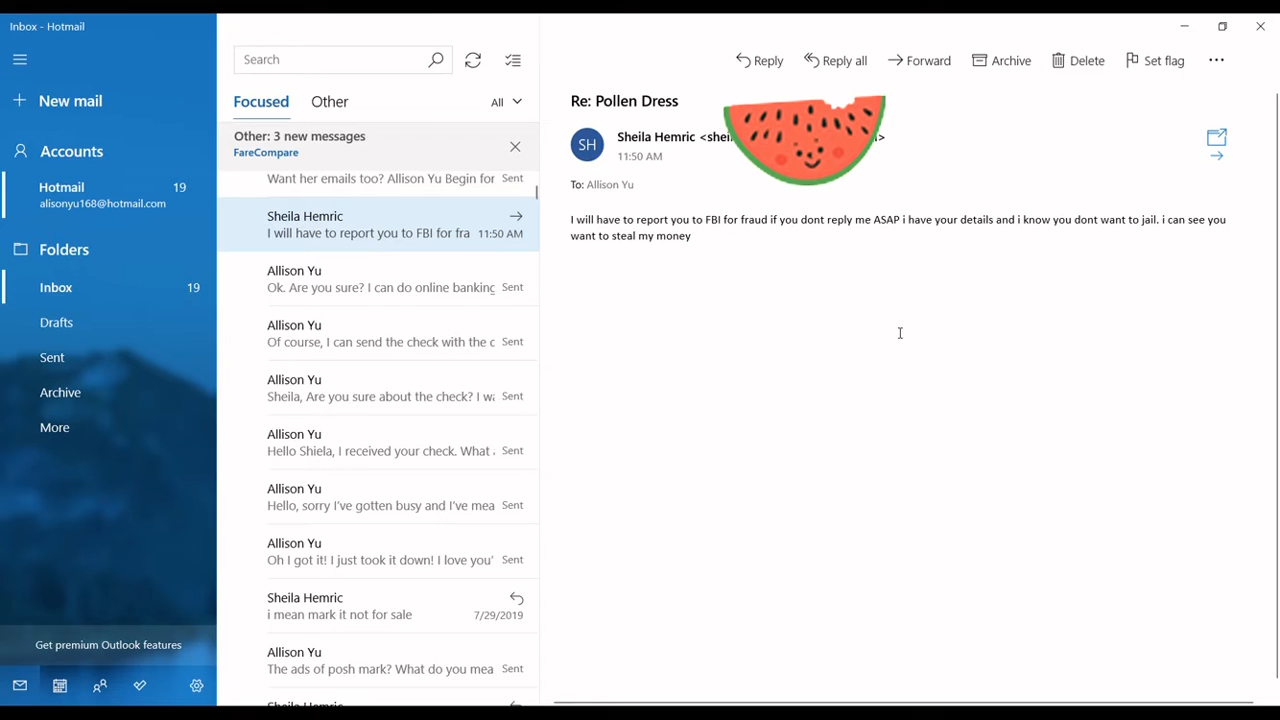 Inbox - Hotmail
Search
Reply
Reply all
Forward
Archive
Delete
Set flag
New mail
Accounts
Hotmail 19
alisonyu168@hotmail.com
Folders
Inbox 19
Drafts
Sent
Archive
More
Get premium Outlook features
Focused
Other
All
Other: 3 new messages
FareCompare
Want her emails too? Allison Yu Begin for Sent
Sheila Hemric
I will have to report you to FBI for fra 11:50 AM
Allison Yu
Ok. Are you sure? I can do online banking Sent
Allison Yu
Of course, I can send the check with the c Sent
Allison Yu
Sheila, Are you sure about the check? I wa Sent
Allison Yu
Hello Shiela, I received your check. What Sent
Allison Yu
Hello, sorry I've gotten busy and I've mea Sent
Allison Yu
Oh I got it! I just took it down! I love you' Sent
Sheila Hemric
i mean mark it not for sale 7/29/2019
Allison Yu
The ads of posh mark? What do you mea Sent
Sheila Hemric
Re: Pollen Dress
SH
Sheila Hemric <shei
11:50 AM
To: Allison Yu
I will have to report you to FBI for fraud if you dont reply me ASAP i have your details and i know you dont want to jail. i can see you
want to steal my money